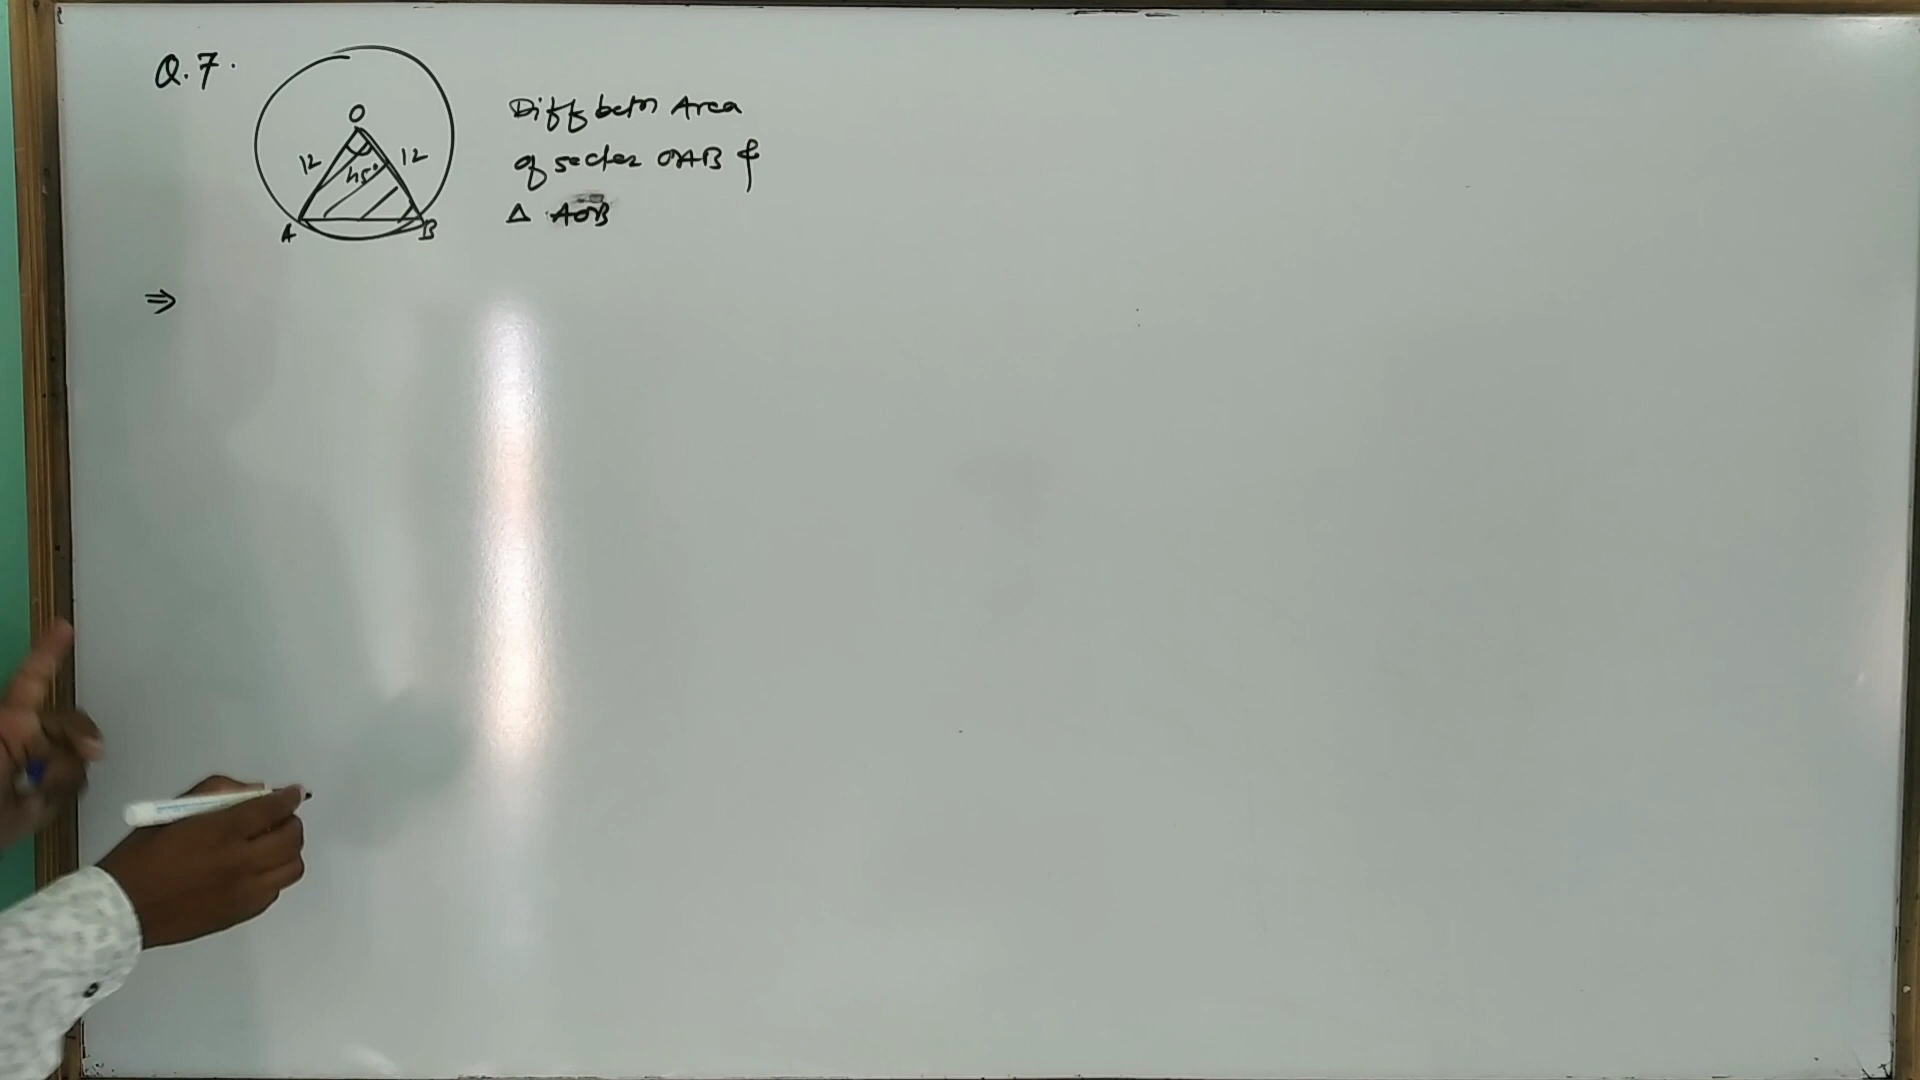 Q. 7.
O
12
12
45°
A
B
Diff betn Area
of sector OAB &
Δ AOB
⇒